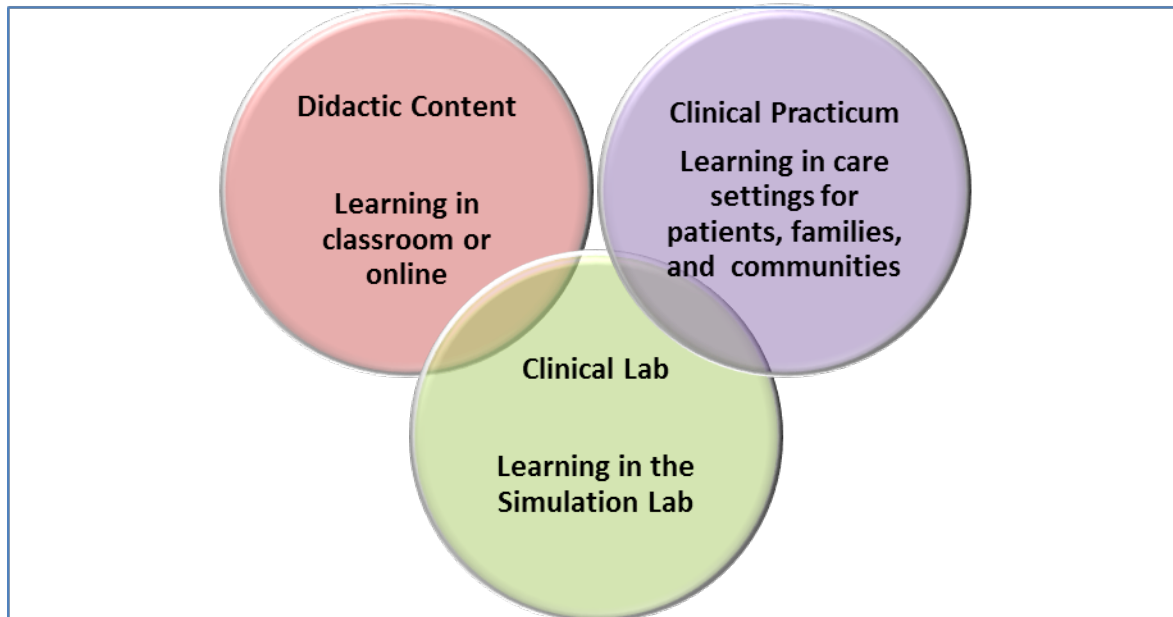 Didactic Content
Learning in
classroom or
online
Clinical Practicum
Learning in care
settings for
patients, families,
and communities
Clinical Lab
Learning in the
Simulation Lab